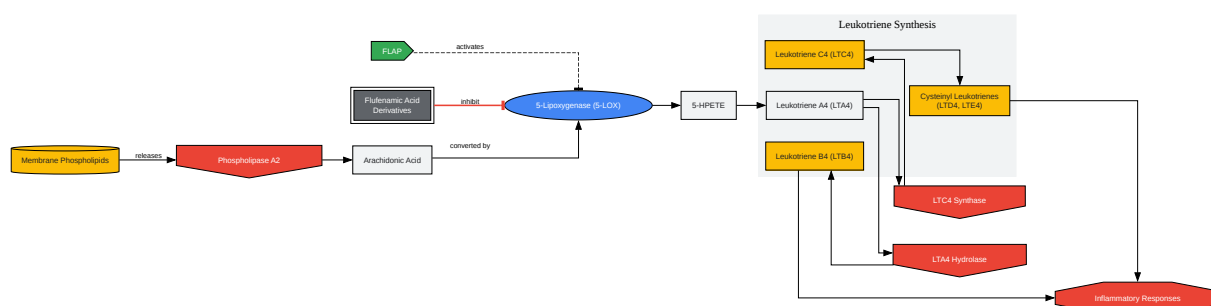 Leukotriene Synthesis
FLAP
activates
Leukotriene C4 (LTC4)
Flufenamic Acid
Derivatives
inhibit
5-Lipoxygenase (5-LOX)
5-HPETE
Leukotriene A4 (LTA4)
Cysteinyl Leukotrienes
(LTD4, LTE4)
Membrane Phospholipids
releases
Phospholipase A2
Arachidonic Acid
converted by
Leukotriene B4 (LTB4)
LTC4 Synthase
LTA4 Hydrolase
Inflammatory Responses